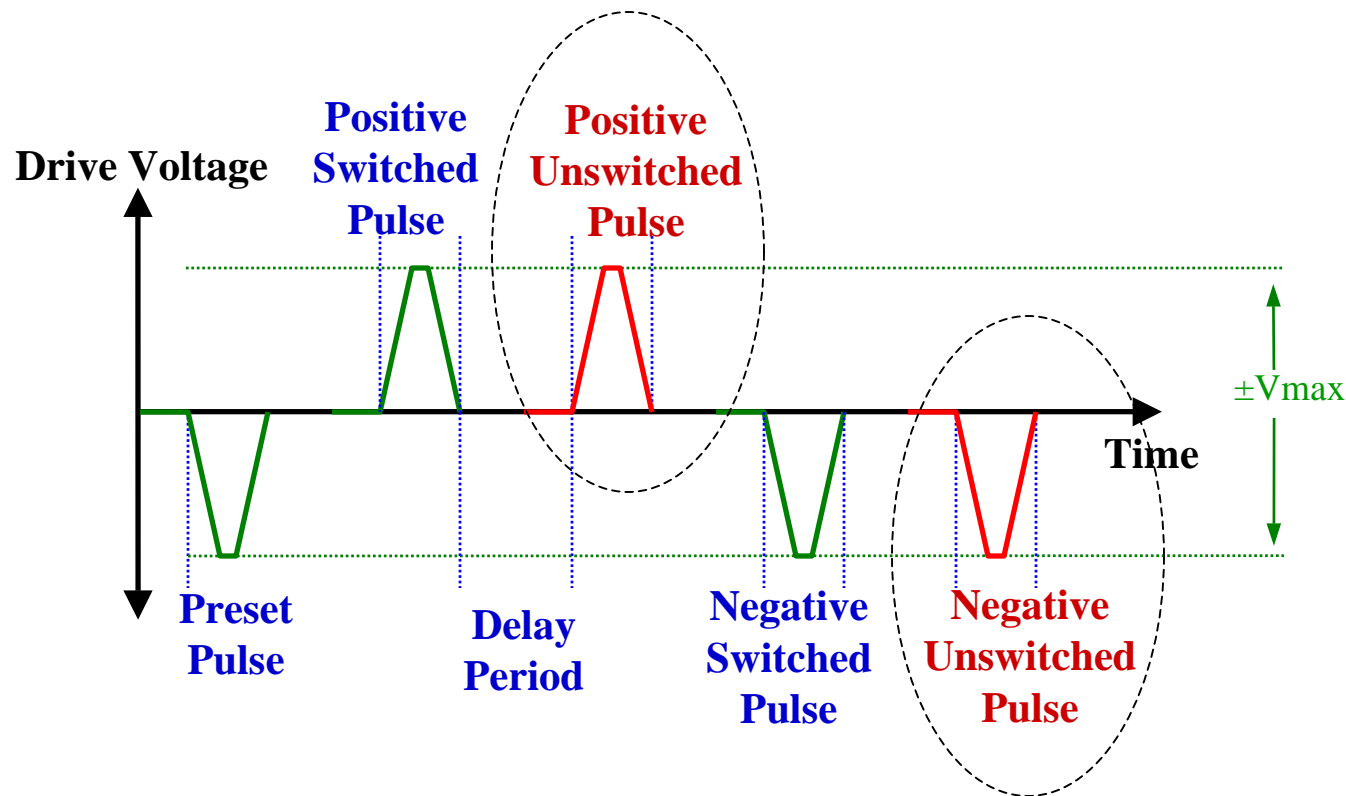 Positive
Switched
Pulse
Positive
Unswitched
Pulse
Drive Voltage
±Vmax
Time
Preset
Pulse
Delay
Period
Negative
Switched
Pulse
Negative
Unswitched
Pulse